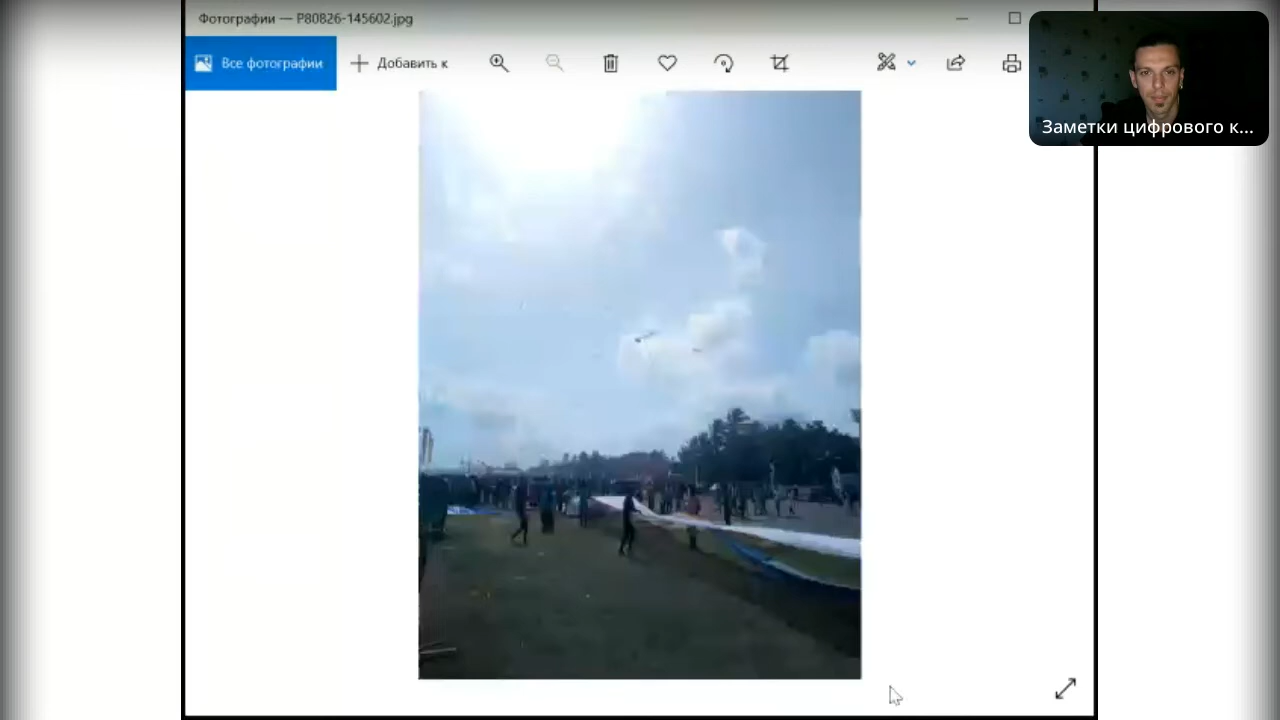 Фотографии — P80826-145602.jpg
Все фотографии
Добавить к
Заметки цифрового к...